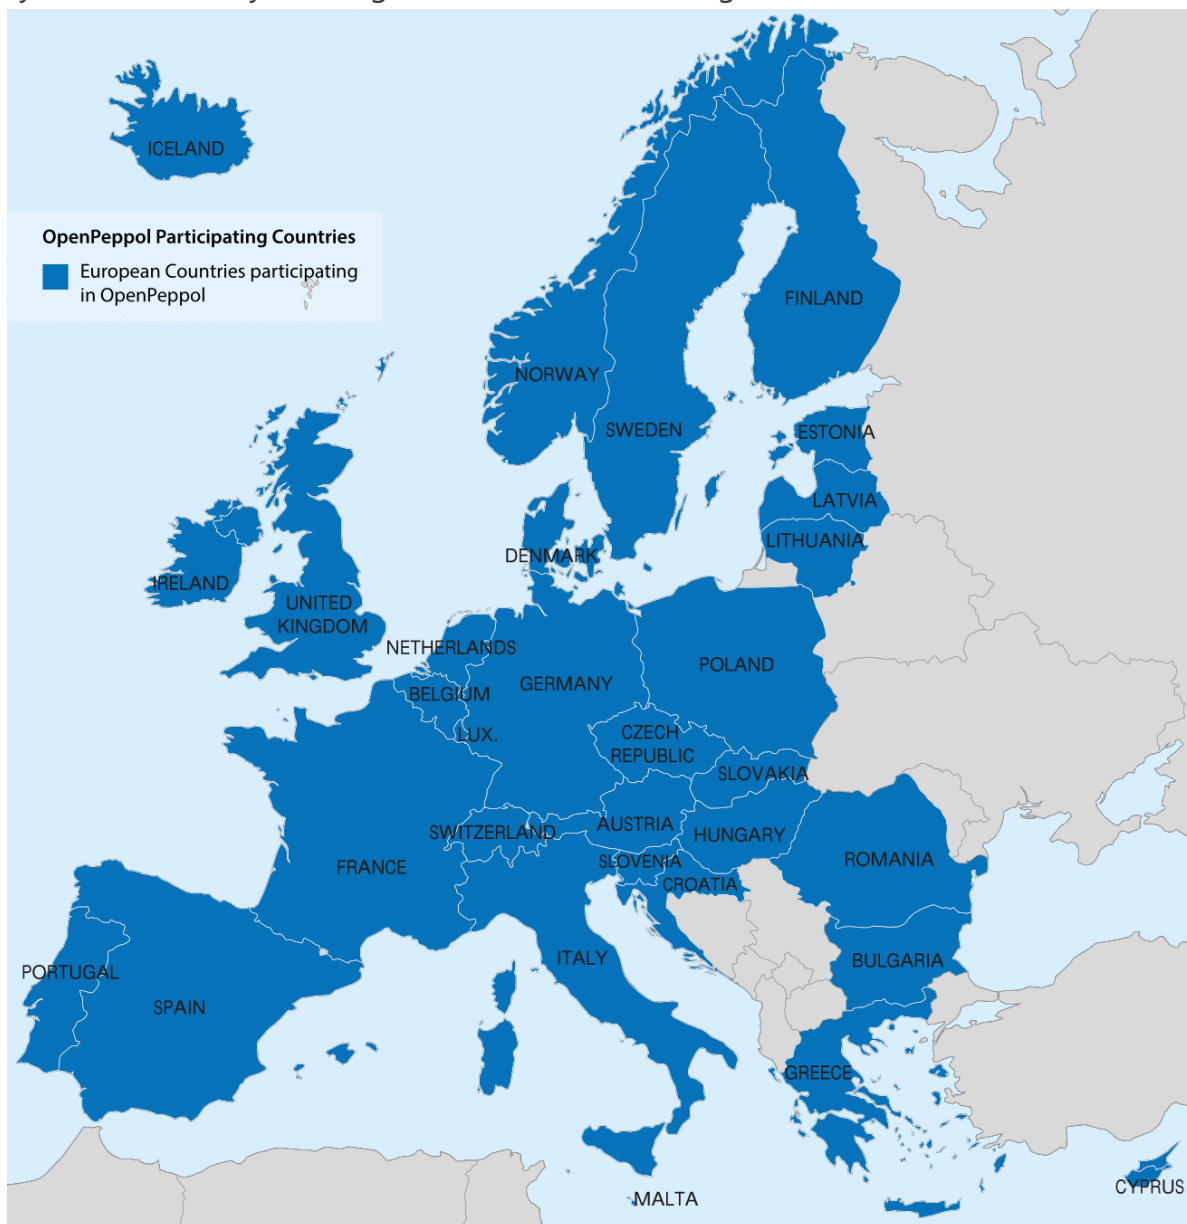 ICELAND
OpenPeppol Participating Countries
European Countries participating
in OpenPeppol
FINLAND
NORWAY
SWEDEN
ESTONIA
LATVIA
LITHUANIA
DENMARK
IRELAND
UNITED
KINGDOM
NETHERLANDS
POLAND
GERMANY
BELGIUM
LUX.
CZECH
REPUBLIC
SLOVAKIA
AUSTRIA
SWITZERLAND
HUNGARY
SLOVENIA
ROMANIA
FRANCE
CROATIA
ITALY
BULGARIA
PORTUGAL
SPAIN
GREECE
CYPRUS
MALTA